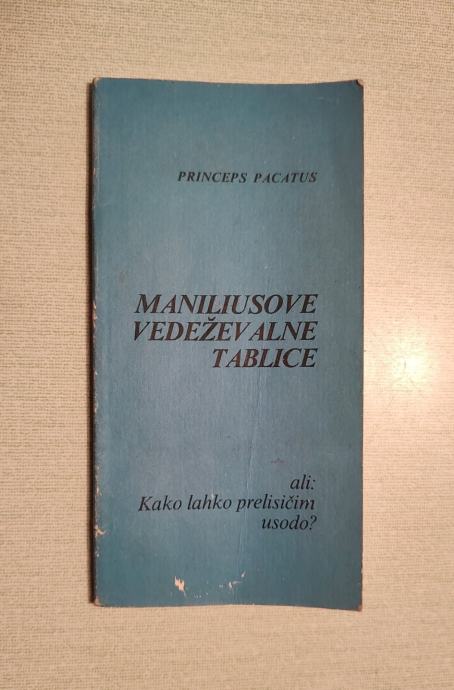 PRINCEPS PACATUS
MANILIUSOVE
VEDEŽEVALNE
TABLICE
ali:
Kako lahko prelisičim
usodo?